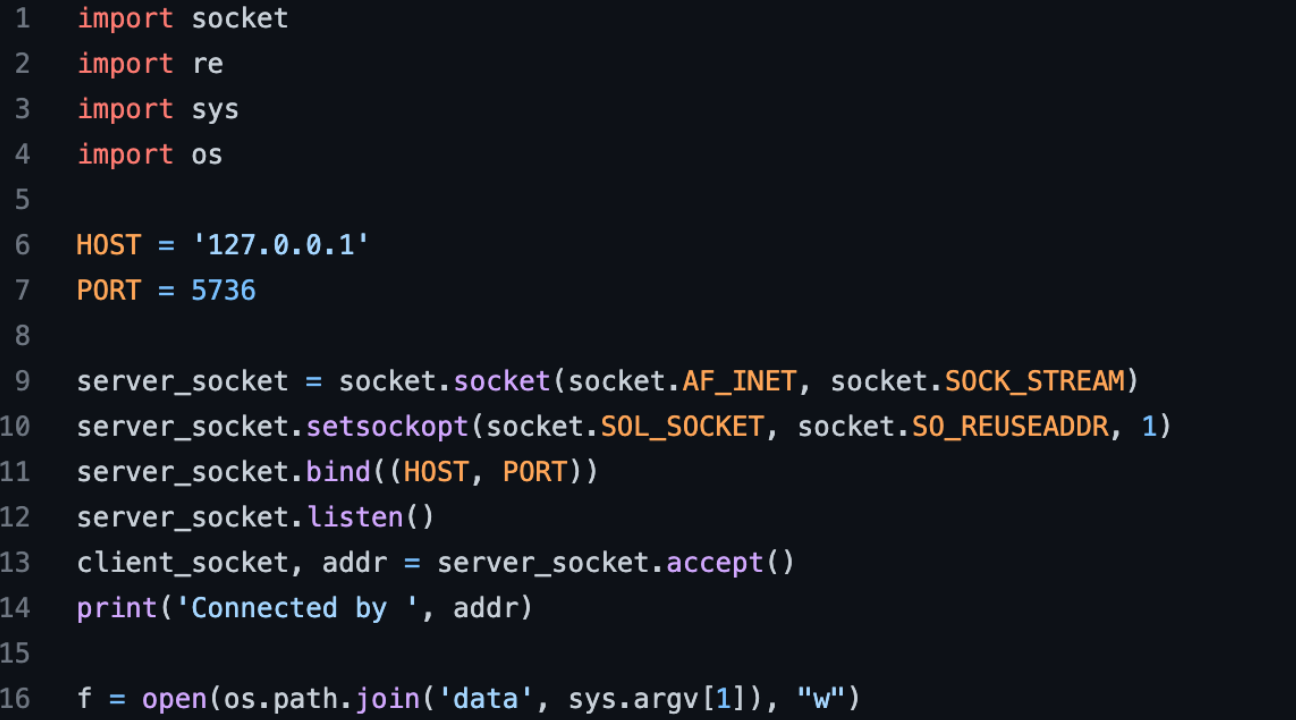 1 import socket
2 import re
3 import sys
4 import os
5
6 HOST = '127.0.0.1'
7 PORT = 5736
8
9 server_socket = socket.socket(socket.AF_INET, socket.SOCK_STREAM)
10 server_socket.setsockopt(socket.SOL_SOCKET, socket.SO_REUSEADDR, 1)
11 server_socket.bind((HOST, PORT))
12 server_socket.listen()
13 client_socket, addr = server_socket.accept()
14 print('Connected by ', addr)
15
16 f = open(os.path.join('data', sys.argv[1]), "w")